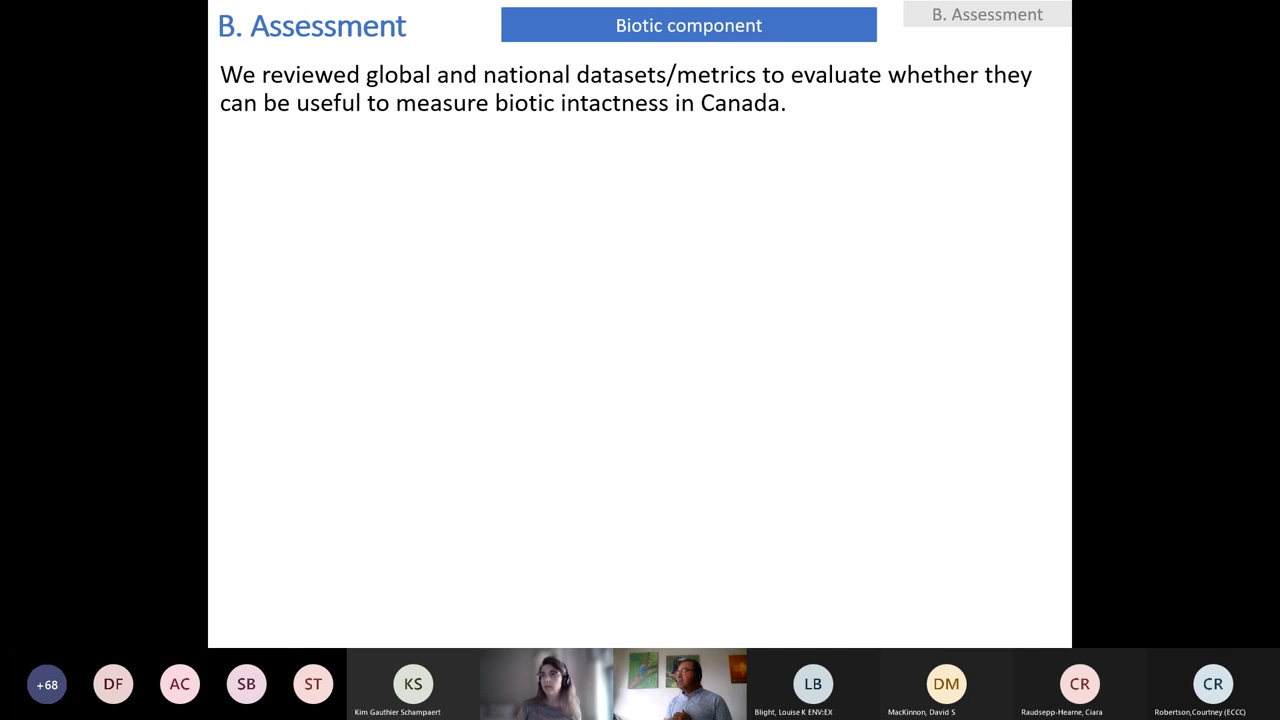 B. Assessment
Biotic component
B. Assessment
We reviewed global and national datasets/metrics to evaluate whether they
can be useful to measure biotic intactness in Canada.
+68
DF
AC
SB
ST
KS
Kim Gauthier Schampaert
LB
Blight, Louise K ENV:EX
DM
MacKinnon, David S
CR
Raudsepp-Hearne, Ciara
CR
Robertson,Courtney (ECCC)